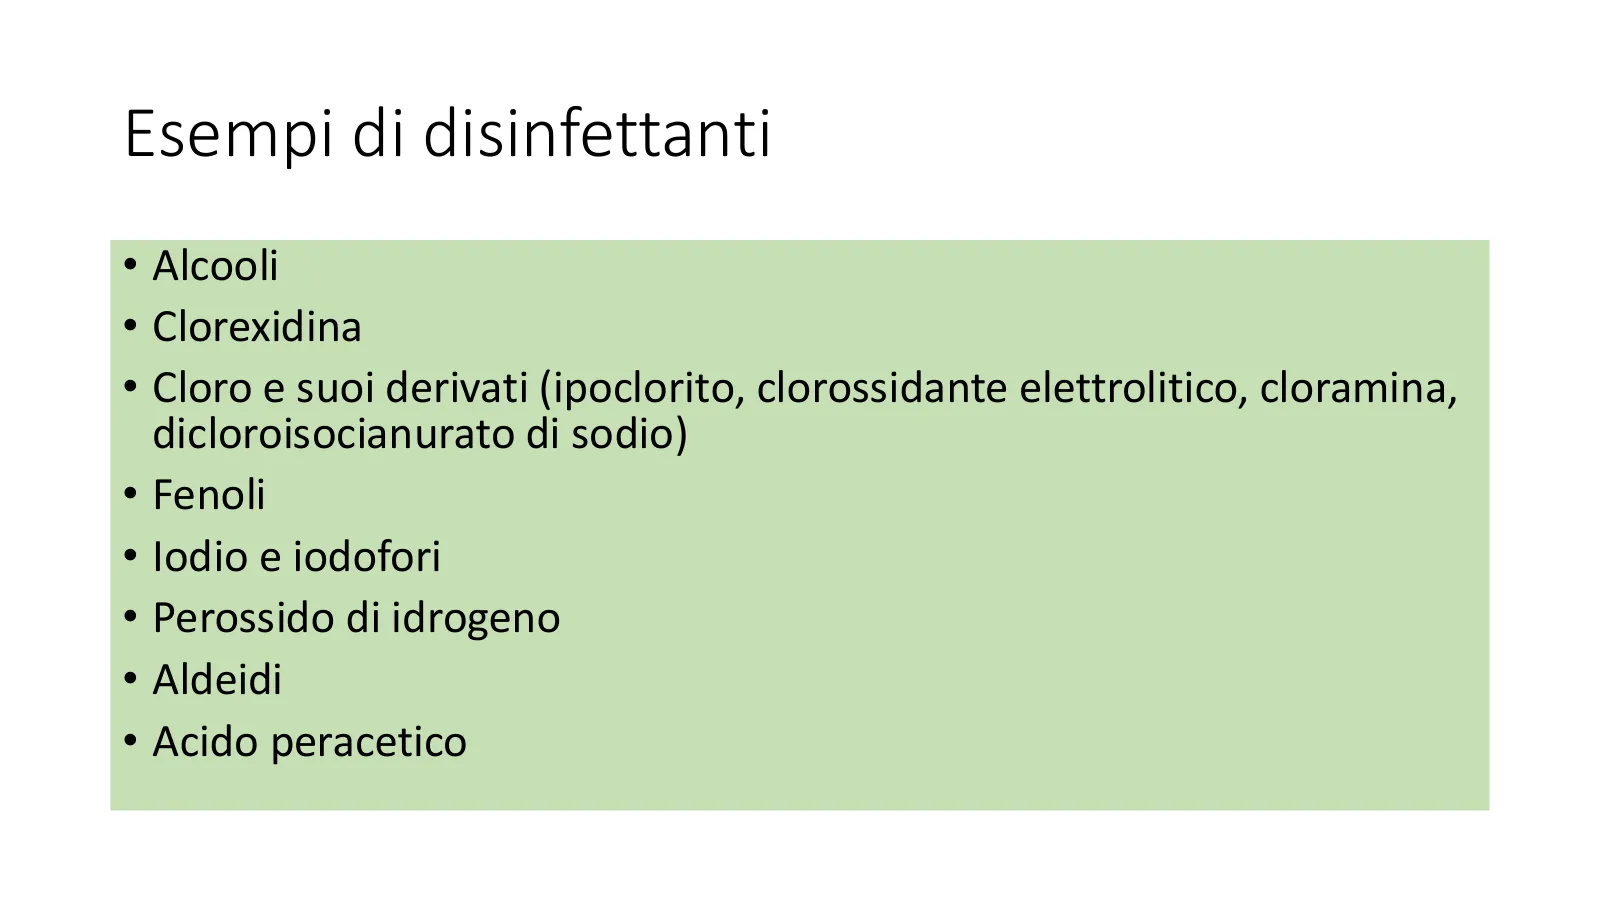 Esempi di disinfettanti
• Alcooli
• Clorexidina
• Cloro e suoi derivati (ipoclorito, clorossidante elettrolitico, cloramina,
dicloroisocianurato di sodio)
• Fenoli
• Iodio e iodofori
• Perossido di idrogeno
• Aldeidi
• Acido peracetico